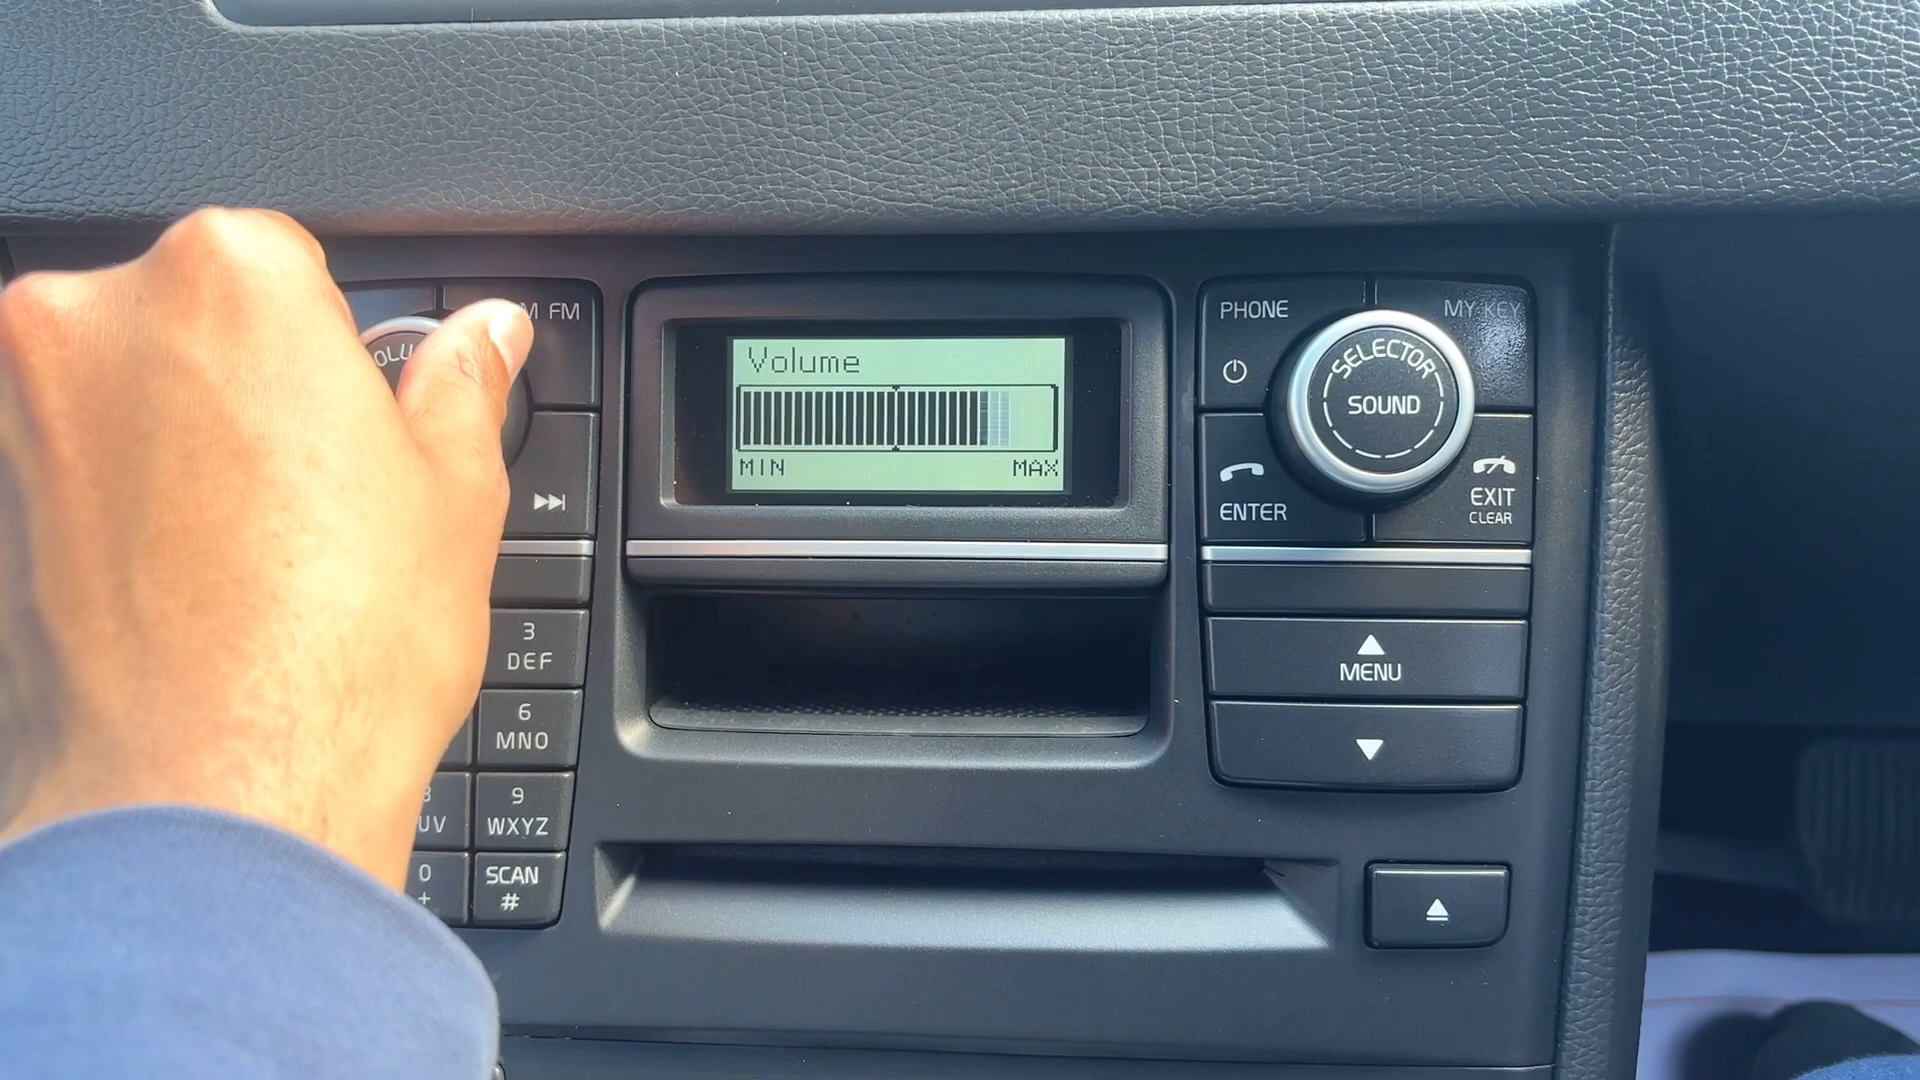 FM
Volume
MIN MAX
3
DEF
6
MNO
9
WXYZ
0
+
SCAN
#
PHONE
MY KEY
SELECTOR
SOUND
ENTER
EXIT
CLEAR
MENU